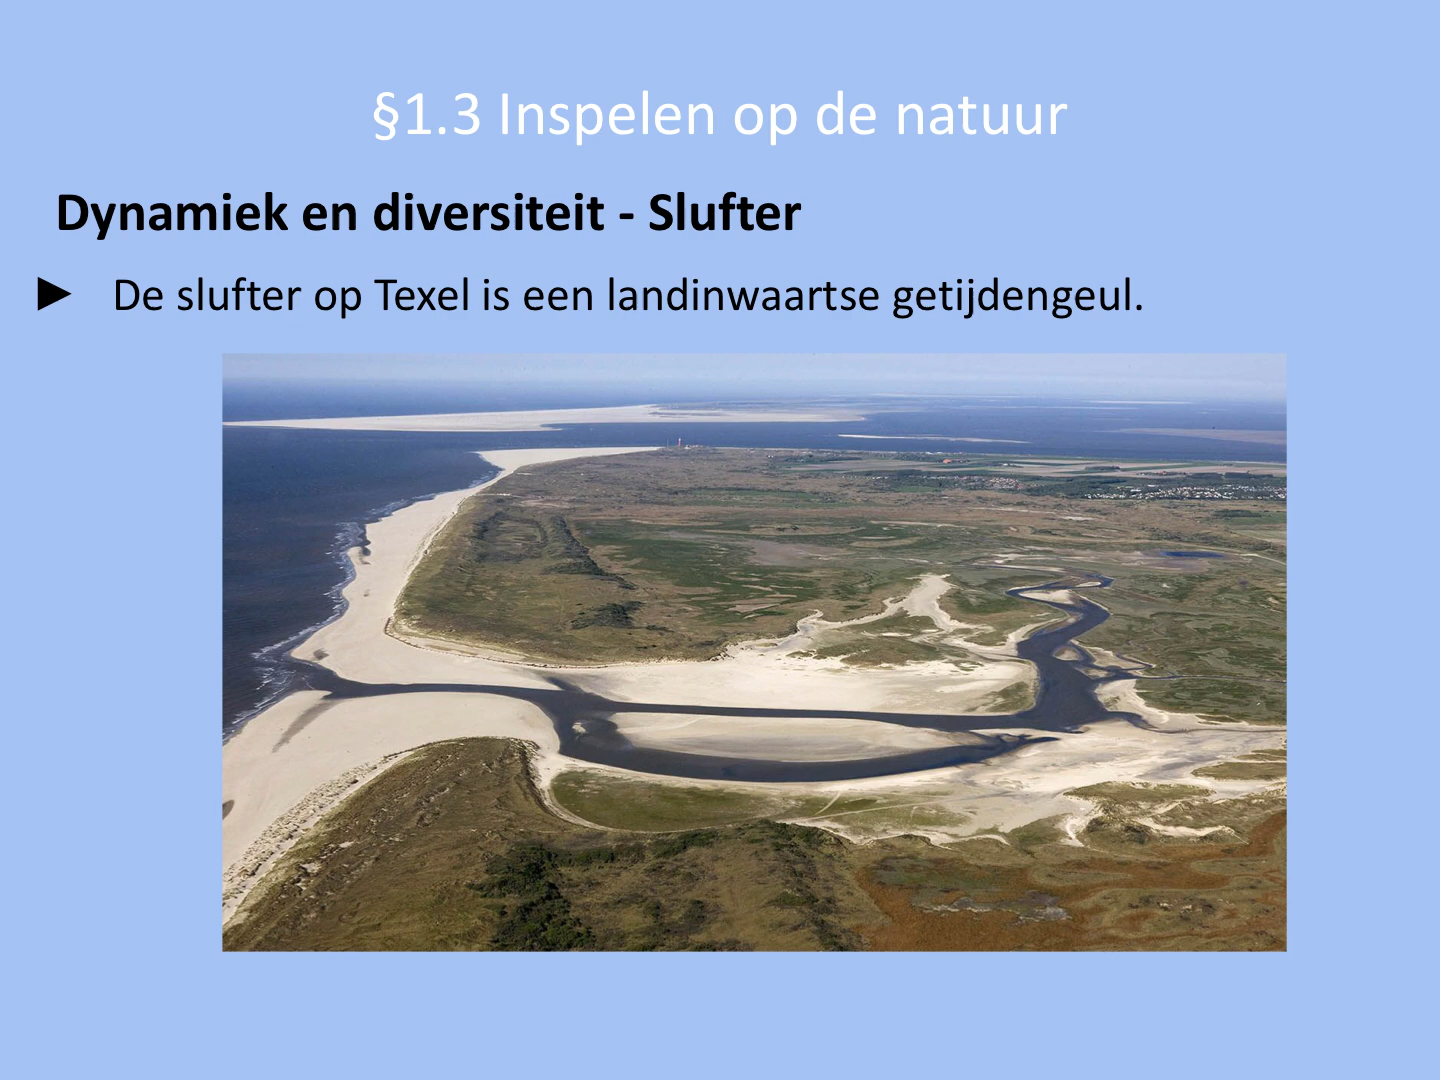 §1.3 Inspelen op de natuur
Dynamiek en diversiteit - Slufter
► De slufter op Texel is een landinwaartse getijdengeul.